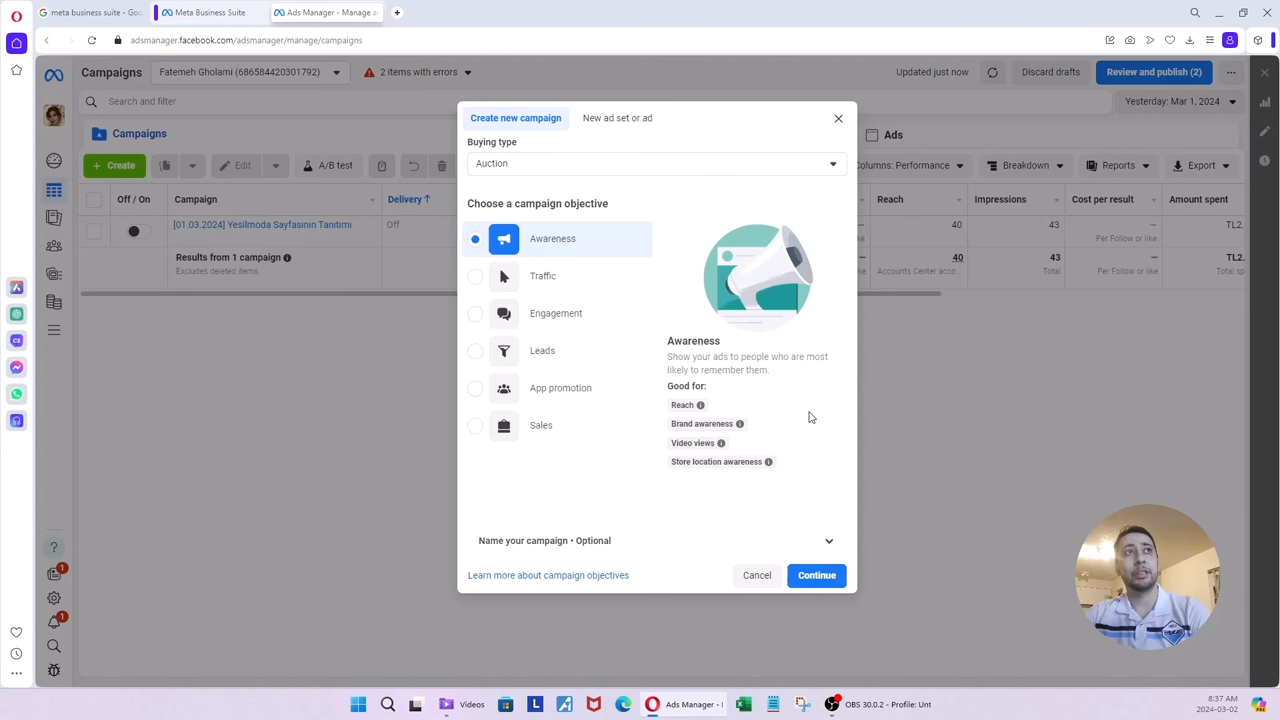 meta business suite - Goo
Meta Business Suite
Ads Manager - Manage a
adsmanager.facebook.com/adsmanager/manage/campaigns
Campaigns
Fatemeh Gholami (686584420301792)
2 items with errors
Updated just now
Discard drafts
Review and publish (2)
Search and filter
Yesterday: Mar 1, 2024
Campaigns
Ads
+ Create
Edit
A/B test
Columns: Performance
Breakdown
Reports
Export
Off / On
Campaign
Delivery ↑
Reach
Impressions
Cost per result
Amount spent
[01.03.2024] Yesilmoda Sayfasının Tanıtımı
Off
40
43
—
TL2.
Per Follow or like
Results from 1 campaign
Excludes deleted items
40
Accounts Center acco...
43
Total
—
Per Follow or like
TL2.
Total sp
Create new campaign
New ad set or ad
Buying type
Auction
Choose a campaign objective
Awareness
Traffic
Engagement
Leads
App promotion
Sales
Awareness
Show your ads to people who are most
likely to remember them.
Good for:
Reach
Brand awareness
Video views
Store location awareness
Name your campaign • Optional
Learn more about campaign objectives
Cancel
Continue
1
1
Videos
Ads Manager -
OBS 30.0.2 - Profile: Unt
8:37 AM
2024-03-02